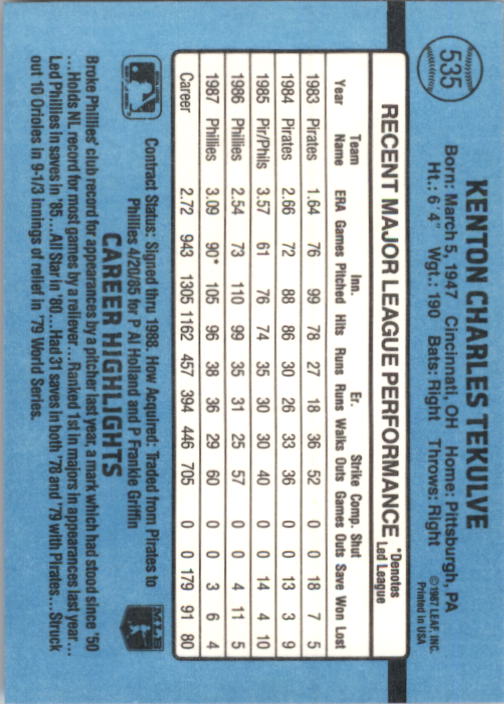 535
KENTON CHARLES TEKULVE
Born: March 5, 1947 Cincinnati, OH Home: Pittsburgh, PA
Ht.: 6' 4" Wgt.: 190 Bats: Right Throws: Right
©1987 LEAF, INC.
Printed in USA
RECENT MAJOR LEAGUE PERFORMANCE
*Denotes
Led League
Inn. Er. Strike Comp. Shut
Year Team Name ERA Games Pitched Hits Runs Runs Walks Outs Games Outs Save Won Lost
1983 Pirates 1.64 76 99 78 27 18 36 52 0 0 18 7 5
1984 Pirates 2.66 72 88 86 30 26 33 36 0 0 13 3 9
1985 Pir/Phils 3.57 61 76 74 35 30 30 40 0 0 14 4 10
1986 Phillies 2.54 73 110 99 35 31 25 57 0 0 4 11 5
1987 Phillies 3.09 90* 105 96 38 36 29 60 0 0 3 6 4
Career 2.72 943 1305 1162 457 394 446 705 0 0 179 91 80
Contract Status: Signed thru 1988. How Acquired: Traded from Pirates to
Phillies 4/20/85 for P Al Holland and P Frankie Griffin
MLB
CAREER HIGHLIGHTS
Broke Phillies' club record for appearances by a pitcher last year, a mark which had stood since '50
...Holds NL record for most games by a reliever...Ranked 1st in majors in appearances last year...
Led Phillies in saves in '85...All Star in '80...Had 31 saves in both '78 and '79 with Pirates...Struck
out 10 Orioles in 9-1/3 innings of relief in '79 World Series.